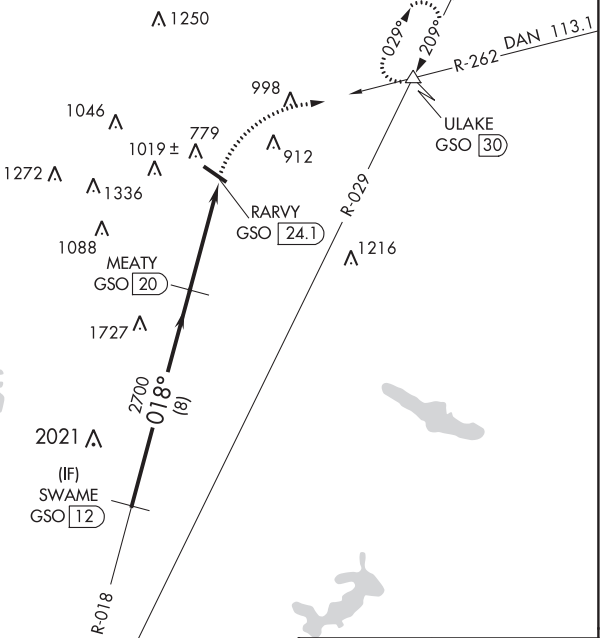 1250
029°
209°
R-262
DAN 113.1
998
1046
779
1019 ±
912
ULAKE
GSO 30
1272
1336
R-029
RARVY
GSO 24.1
1088
1216
MEATY
GSO 20
1727
2700
018°
(8)
2021
(IF)
SWAME
GSO 12
R-018